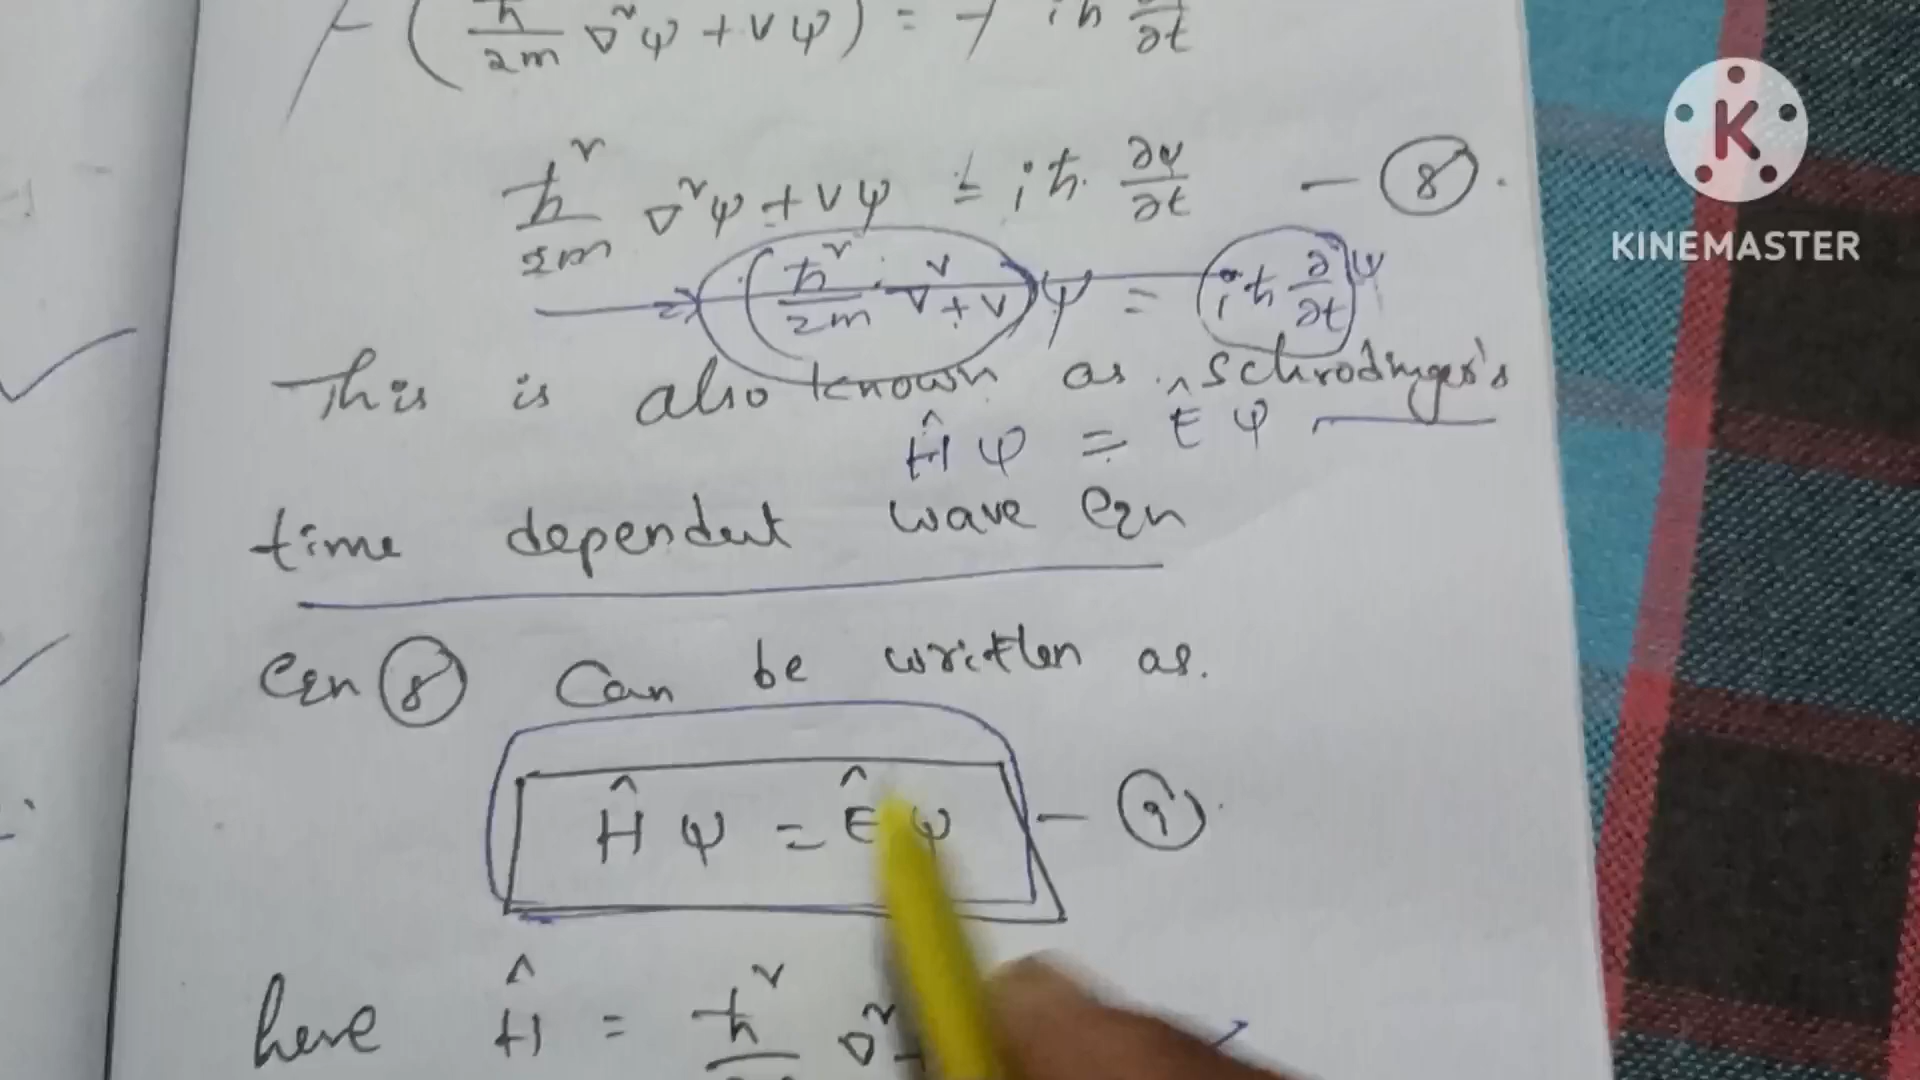 (ħ/2m ∇²ψ + Vψ) = - iħ ∂/∂t
ħ²/2m ∇²ψ + Vψ = iħ ∂ψ/∂t — ⑧.
(ħ²/2m ∇² + V) ψ = (iħ ∂/∂t) ψ
This is also known as Schrodinger's
Ĥψ = Êψ
time dependent wave eqn
eqn ⑧ Can be written as.
Ĥψ = Êψ — ⑨
here Ĥ = ħ² ∇²
K
KINEMASTER